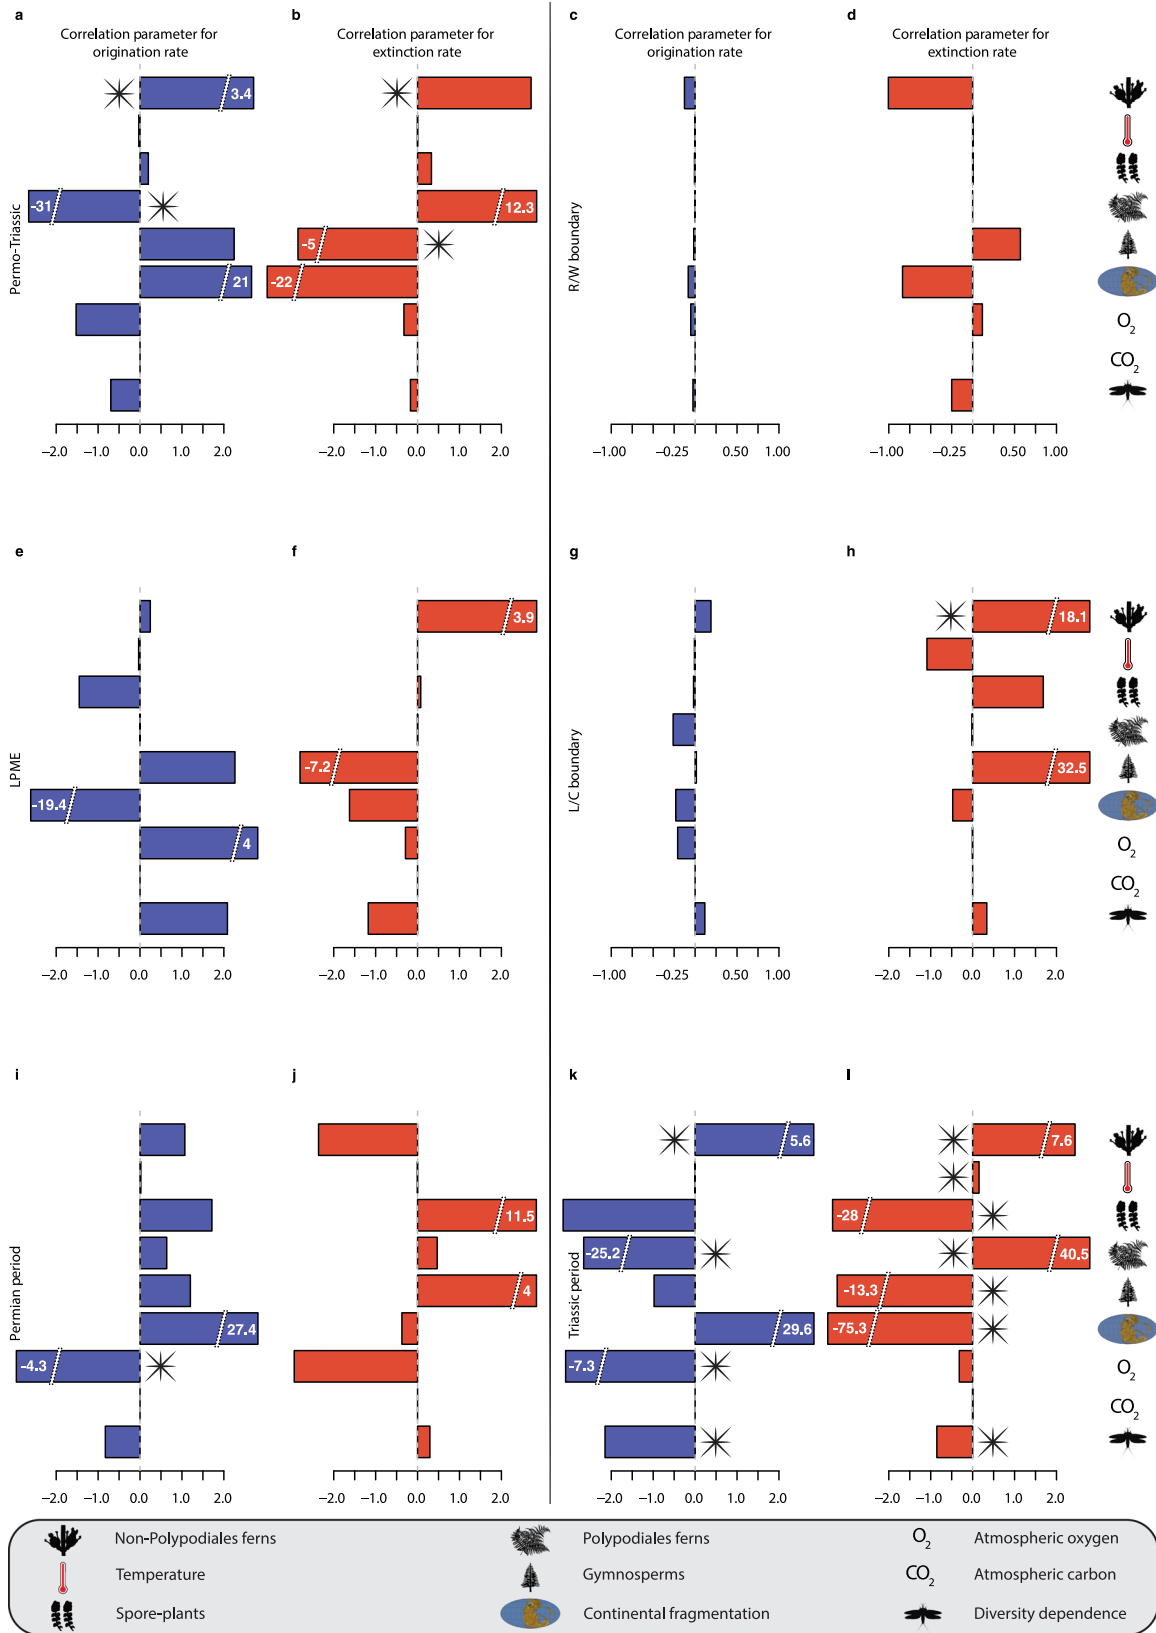 a
b
c
d
Correlation parameter for
origination rate
Correlation parameter for
extinction rate
Correlation parameter for
origination rate
Correlation parameter for
extinction rate
Permo-Triassic
3.4
-31
21
12.3
-5
-22
R/W boundary
O2
CO2
−2.0 −1.0 0.0 1.0 2.0
−2.0 −1.0 0.0 1.0 2.0
−1.00 −0.25 0.50 1.00
−1.00 −0.25 0.50 1.00
e
f
g
h
LPME
-19.4
4
3.9
-7.2
L/C boundary
18.1
32.5
O2
CO2
−2.0 −1.0 0.0 1.0 2.0
−2.0 −1.0 0.0 1.0 2.0
−1.00 −0.25 0.50 1.00
−2.0 −1.0 0.0 1.0 2.0
i
j
k
l
Permian period
27.4
-4.3
11.5
4
Triassic period
5.6
-25.2
29.6
-7.3
7.6
-28
40.5
-13.3
-75.3
O2
CO2
−2.0 −1.0 0.0 1.0 2.0
−2.0 −1.0 0.0 1.0 2.0
−2.0 −1.0 0.0 1.0 2.0
−2.0 −1.0 0.0 1.0 2.0
Non-Polypodiales ferns
Polypodiales ferns
O2 Atmospheric oxygen
Temperature
Gymnosperms
CO2 Atmospheric carbon
Spore-plants
Continental fragmentation
Diversity dependence